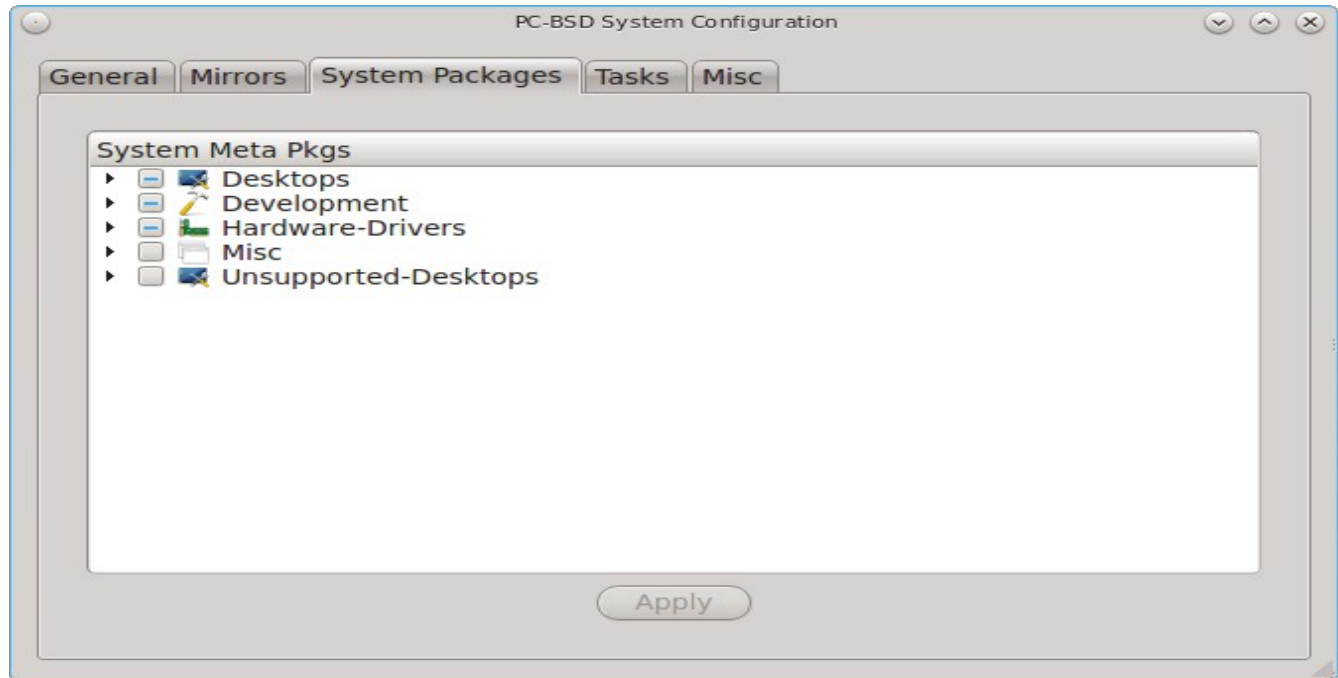 PC-BSD System Configuration
General Mirrors System Packages Tasks Misc
System Meta Pkgs
Desktops
Development
Hardware-Drivers
Misc
Unsupported-Desktops
Apply